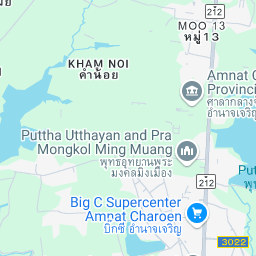 MOO 13
หมู่13
212
KHAM NOI
คำน้อย
Amnat C
Provinci
ศาลากลางจ
อำนาจเจริญ
Puttha Utthayan and Pra
Mongkol Ming Muang
พุทธอุทยานพระ
มงคลมิ่งเมือง
Put
212
Big C Supercenter
Amnat Charoen
บิ๊กซี อำนาจเจริญ
3022